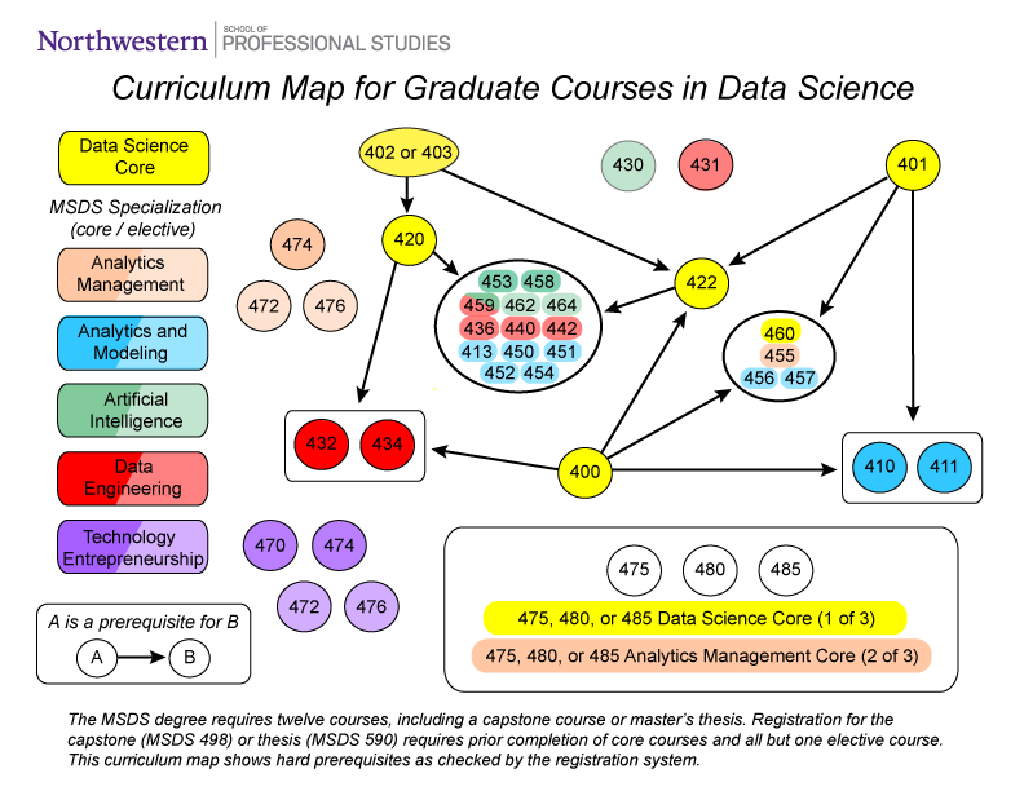 Northwestern
SCHOOL OF
PROFESSIONAL STUDIES
Curriculum Map for Graduate Courses in Data Science
Data Science
Core
MSDS Specialization
(core / elective)
Analytics
Management
Analytics and
Modeling
Artificial
Intelligence
Data
Engineering
Technology
Entrepreneurship
A is a prerequisite for B
A
B
402 or 403
430
431
401
474
420
472
476
422
453 458
459 462 464
436 440 442
413 450 451
452 454
460
455
456 457
432
434
400
410
411
470
474
472
476
475
480
485
475, 480, or 485 Data Science Core (1 of 3)
475, 480, or 485 Analytics Management Core (2 of 3)
The MSDS degree requires twelve courses, including a capstone course or master's thesis. Registration for the
capstone (MSDS 498) or thesis (MSDS 590) requires prior completion of core courses and all but one elective course.
This curriculum map shows hard prerequisites as checked by the registration system.